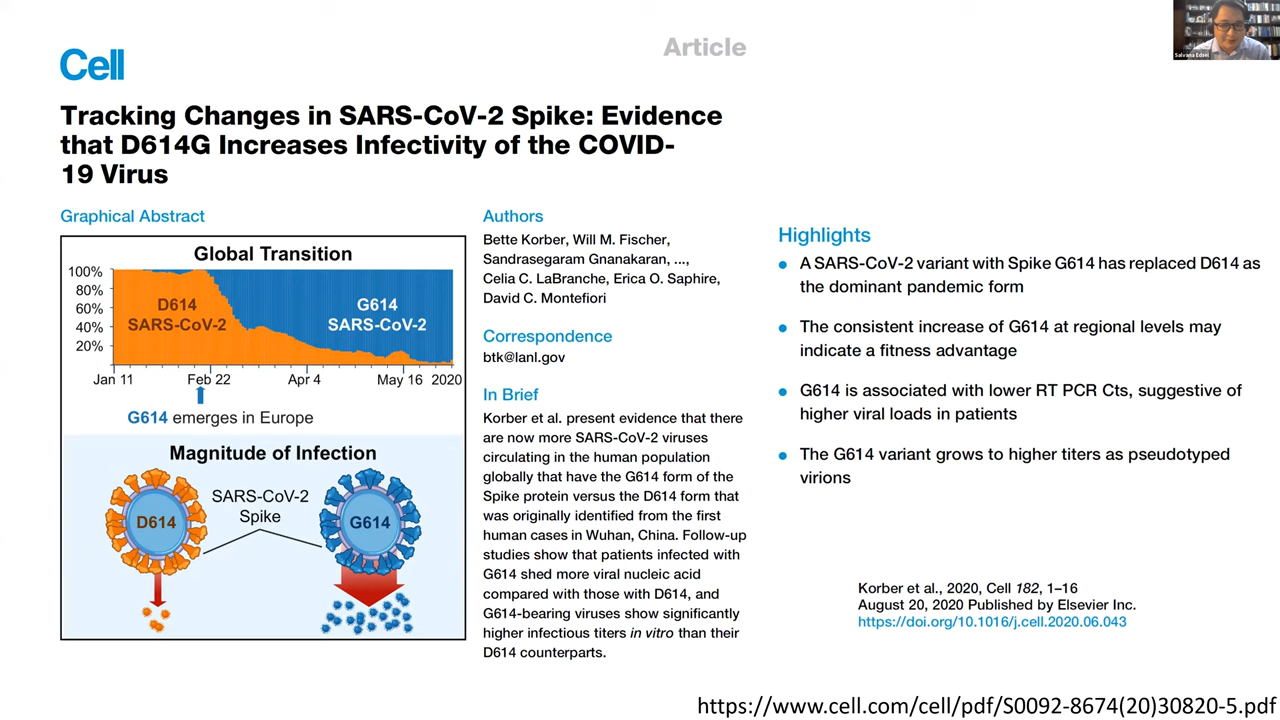 Article
Salvana Edsel
Cell
Tracking Changes in SARS-CoV-2 Spike: Evidence
that D614G Increases Infectivity of the COVID-
19 Virus
Graphical Abstract
Global Transition
100%
80%
60%
40%
20%
D614
SARS-CoV-2
G614
SARS-CoV-2
Jan 11
Feb 22
Apr 4
May 16
2020
G614 emerges in Europe
Magnitude of Infection
SARS-CoV-2
Spike
D614
G614
Authors
Bette Korber, Will M. Fischer,
Sandrasegaram Gnanakaran, ...,
Celia C. LaBranche, Erica O. Saphire,
David C. Montefiori
Correspondence
btk@lanl.gov
In Brief
Korber et al. present evidence that there
are now more SARS-CoV-2 viruses
circulating in the human population
globally that have the G614 form of the
Spike protein versus the D614 form that
was originally identified from the first
human cases in Wuhan, China. Follow-up
studies show that patients infected with
G614 shed more viral nucleic acid
compared with those with D614, and
G614-bearing viruses show significantly
higher infectious titers in vitro than their
D614 counterparts.
Highlights
• A SARS-CoV-2 variant with Spike G614 has replaced D614 as
the dominant pandemic form
• The consistent increase of G614 at regional levels may
indicate a fitness advantage
• G614 is associated with lower RT PCR Cts, suggestive of
higher viral loads in patients
• The G614 variant grows to higher titers as pseudotyped
virions
Korber et al., 2020, Cell 182, 1–16
August 20, 2020 Published by Elsevier Inc.
https://doi.org/10.1016/j.cell.2020.06.043
https://www.cell.com/cell/pdf/S0092-8674(20)30820-5.pdf